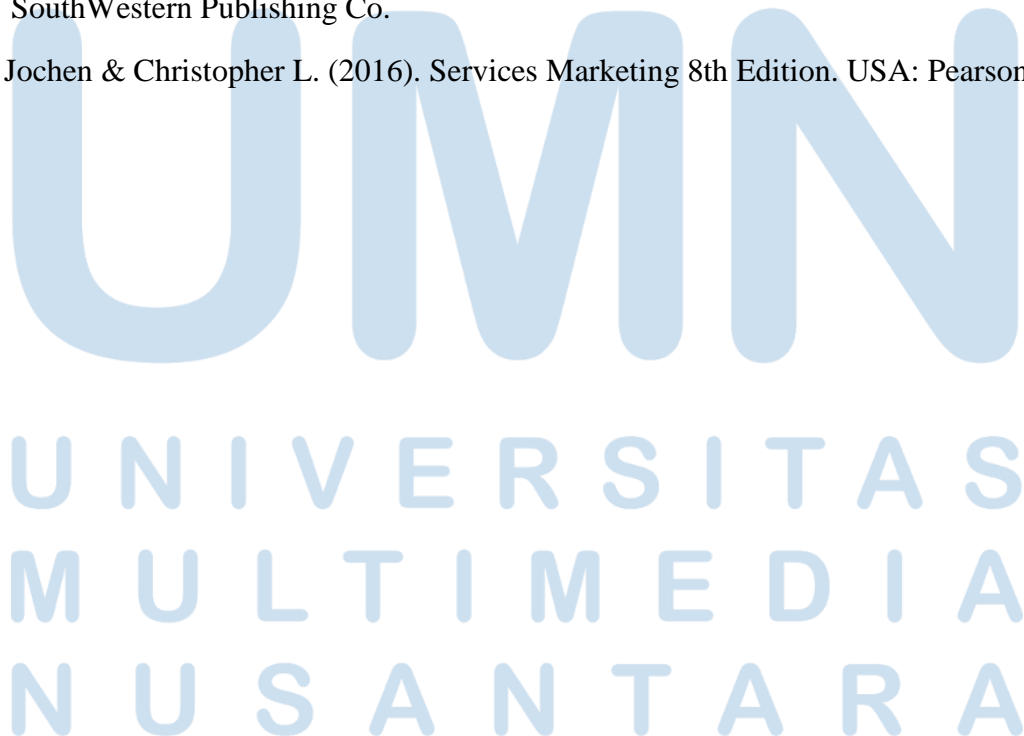 SouthWestern Publishing Co.
Jochen & Christopher L. (2016). Services Marketing 8th Edition. USA: Pearson
UMN
UNIVERSITAS
MULTIMEDIA
NUSANTARA